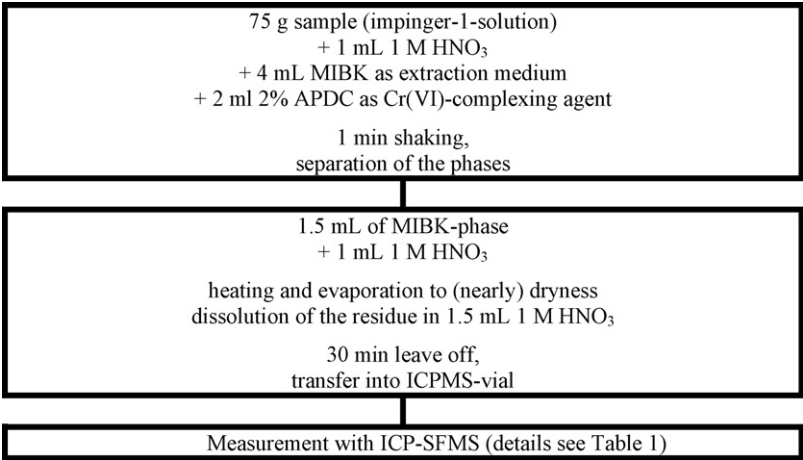 75 g sample (impinger-1-solution)
+ 1 mL 1 M HNO₃
+ 4 mL MIBK as extraction medium
+ 2 ml 2% APDC as Cr(VI)-complexing agent
1 min shaking,
separation of the phases
1.5 mL of MIBK-phase
+ 1 mL 1 M HNO₃
heating and evaporation to (nearly) dryness
dissolution of the residue in 1.5 mL 1 M HNO₃
30 min leave off,
transfer into ICPMS-vial
Measurement with ICP-SFMS (details see Table 1)